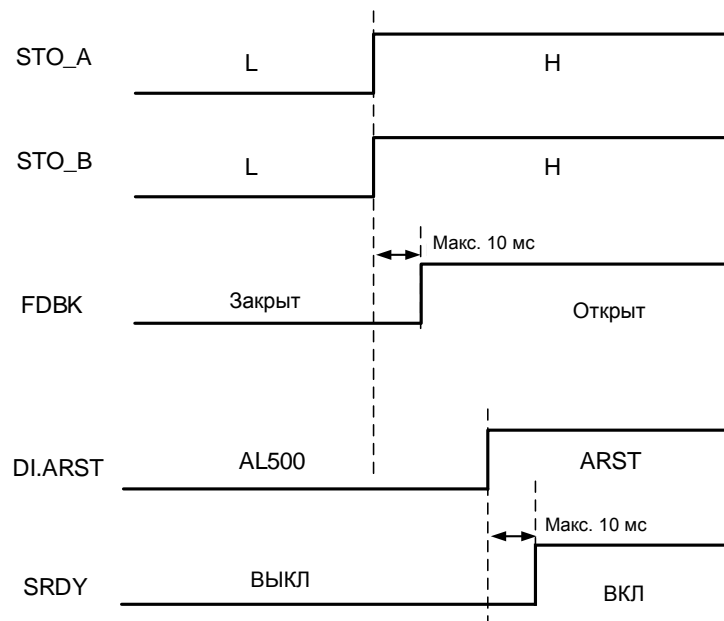 STO_A
L
H
STO_B
L
H
Макс. 10 мс
FDBK
Закрыт
Открыт
DI.ARST
AL500
ARST
Макс. 10 мс
SRDY
ВЫКЛ
ВКЛ